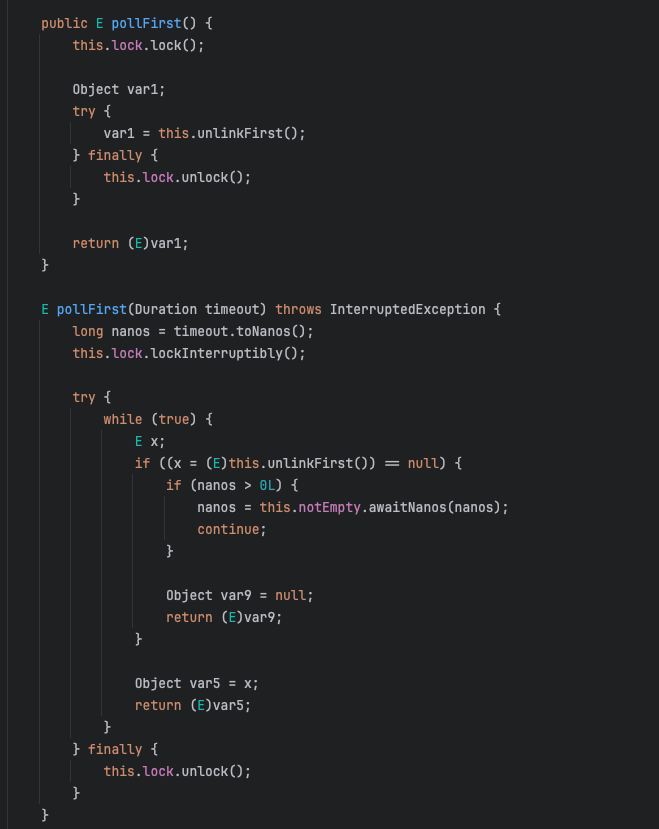 public E pollFirst() {
this.lock.lock();
Object var1;
try {
var1 = this.unlinkFirst();
} finally {
this.lock.unlock();
}
return (E)var1;
}
E pollFirst(Duration timeout) throws InterruptedException {
long nanos = timeout.toNanos();
this.lock.lockInterruptibly();
try {
while (true) {
E x;
if ((x = (E)this.unlinkFirst()) == null) {
if (nanos > 0L) {
nanos = this.notEmpty.awaitNanos(nanos);
continue;
}
Object var9 = null;
return (E)var9;
}
Object var5 = x;
return (E)var5;
}
} finally {
this.lock.unlock();
}
}